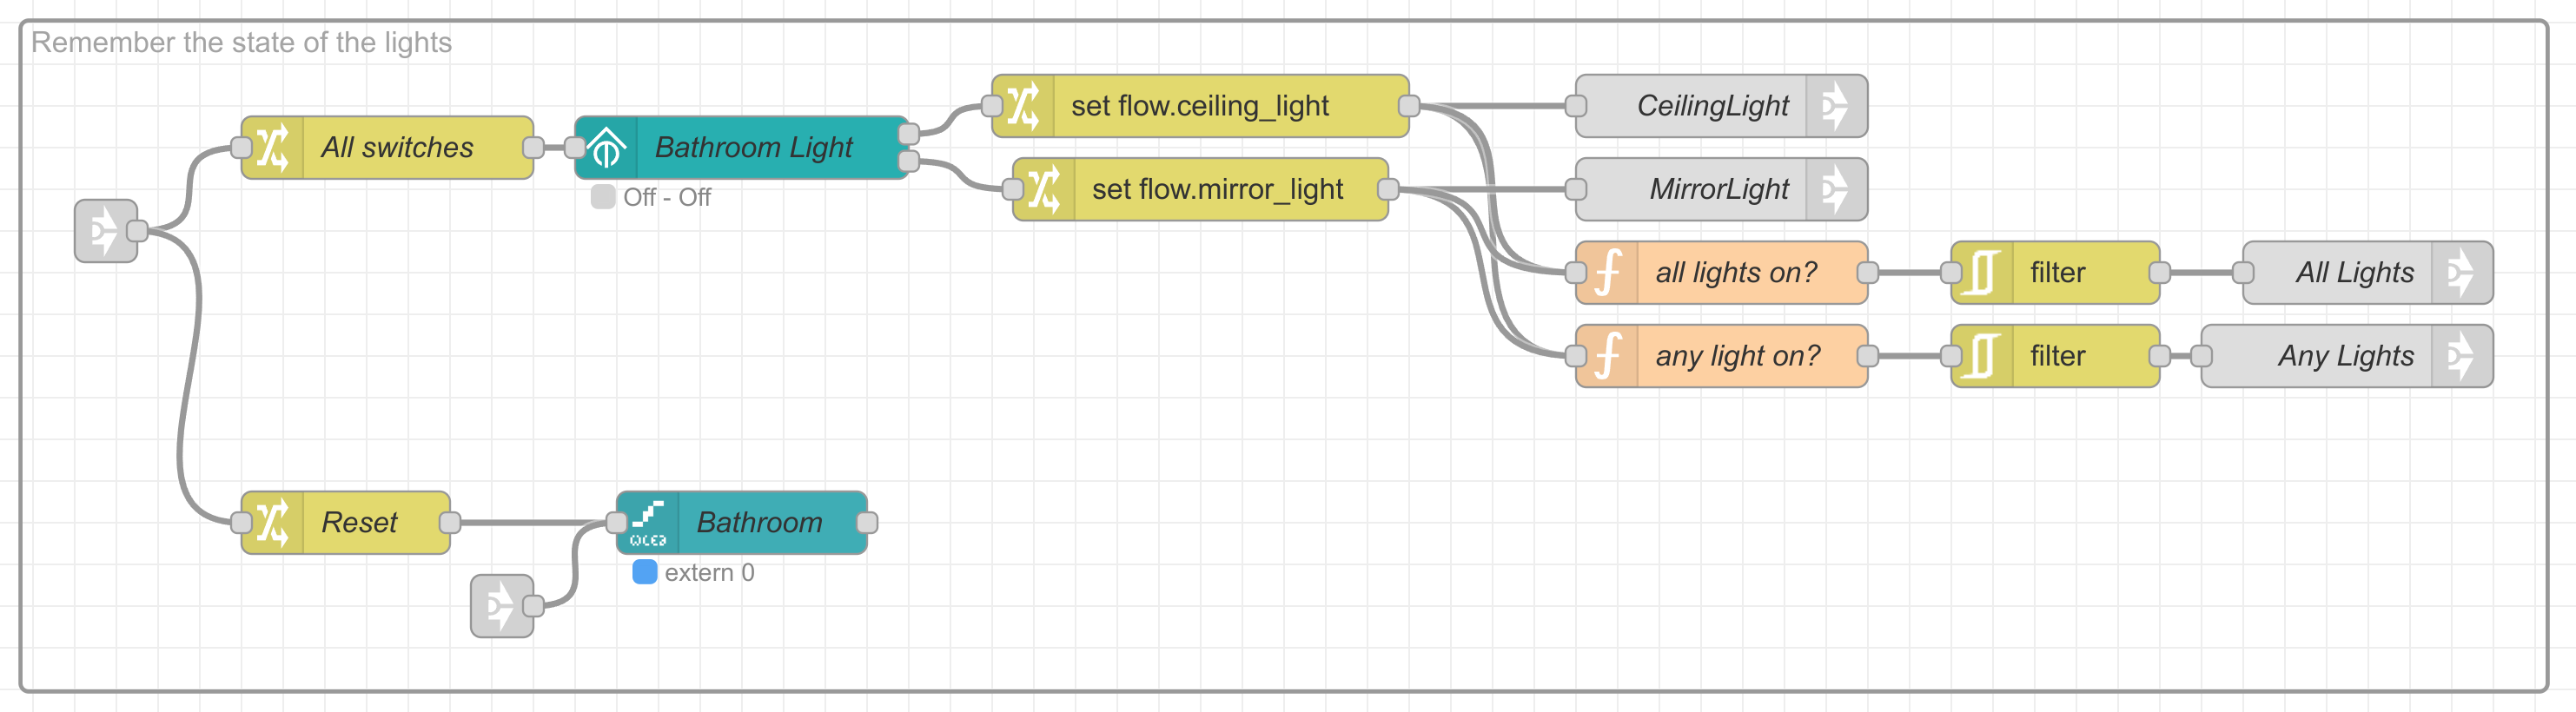 Remember the state of the lights
set flow.ceiling_light
CeilingLight
All switches
Bathroom Light
Off - Off
set flow.mirror_light
MirrorLight
all lights on?
filter
All Lights
any light on?
filter
Any Lights
Reset
Bathroom
extern 0